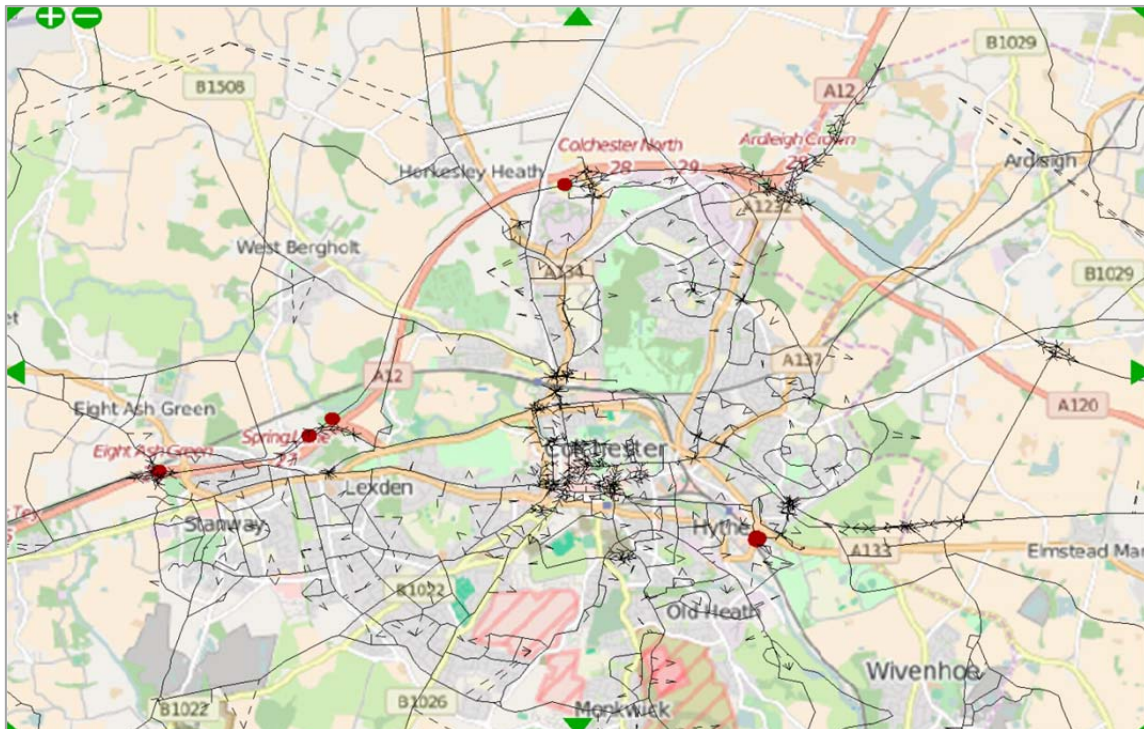 B1029
B1508
A12
Colchester North
Ardleigh Crown
28
29
29
Ardleigh
Horkesley Heath
A1232
West Bergholt
A134
B1029
A137
A12
A120
Eight Ash Green
Spring Lane
Eight Ash Green
27
Colchester
Lexden
Stanway
Hythe
A133
Elmstead Mar
B1022
Old Heath
Wivenhoe
B1022
B1026
Monkwick